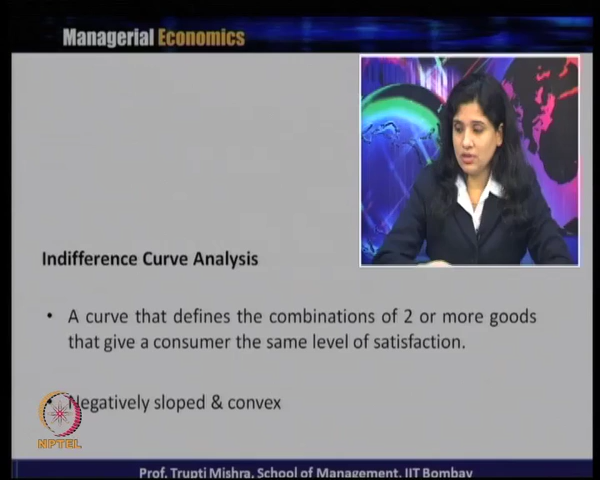 Managerial Economics
Indifference Curve Analysis
• A curve that defines the combinations of 2 or more goods
that give a consumer the same level of satisfaction.
Negatively sloped & convex
NPTEL
Prof. Trupti Mishra, School of Management, IIT Bombay